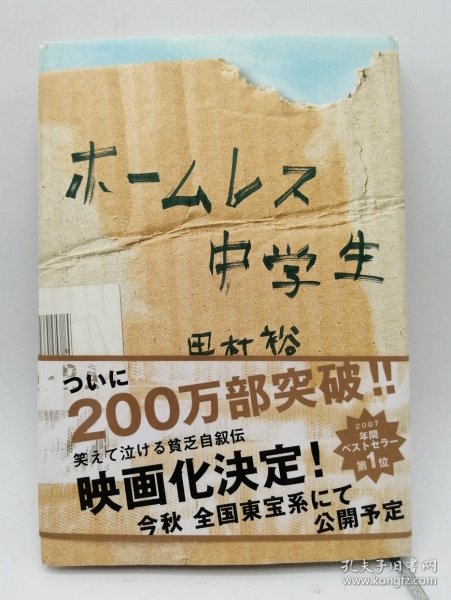 ホームレス
中学生
田村裕
ついに
200万部突破!!
笑えて泣ける貧乏自叙伝
映画化決定!
今秋 全国東宝系にて
公開予定
2007
年間
ベストセラー
第1位
孔夫子旧书网
www.kongfz.com